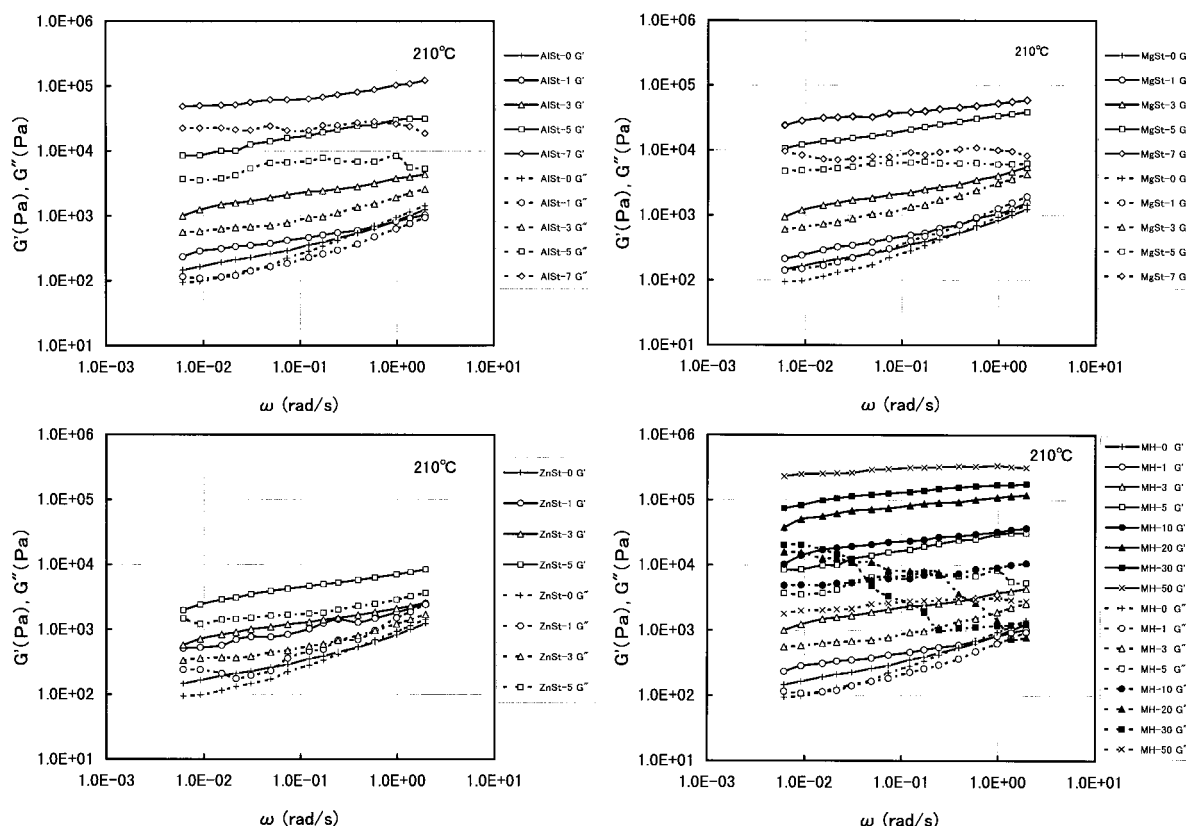 1.0E+06
1.0E+05
1.0E+04
1.0E+03
1.0E+02
1.0E+01
G'(Pa), G"(Pa)
210℃
1.0E-03 1.0E-02 1.0E-01 1.0E+00 1.0E+01
ω (rad/s)
AlSt-0 G'
AlSt-1 G'
AlSt-3 G'
AlSt-5 G'
AlSt-7 G'
AlSt-0 G"
AlSt-1 G"
AlSt-3 G"
AlSt-5 G"
AlSt-7 G"
1.0E+06
1.0E+05
1.0E+04
1.0E+03
1.0E+02
1.0E+01
G'(Pa), G"(Pa)
210℃
1.0E-03 1.0E-02 1.0E-01 1.0E+00 1.0E+01
ω (rad/s)
MgSt-0 G
MgSt-1 G
MgSt-3 G
MgSt-5 G
MgSt-7 G
MgSt-0 G
MgSt-1 G
MgSt-3 G
MgSt-5 G
MgSt-7 G
1.0E+06
1.0E+05
1.0E+04
1.0E+03
1.0E+02
1.0E+01
G'(Pa), G"(Pa)
210℃
1.0E-03 1.0E-02 1.0E-01 1.0E+00 1.0E+01
ω (rad/s)
ZnSt-0 G'
ZnSt-1 G'
ZnSt-3 G'
ZnSt-5 G'
ZnSt-0 G"
ZnSt-1 G"
ZnSt-3 G"
ZnSt-5 G"
1.0E+06
1.0E+05
1.0E+04
1.0E+03
1.0E+02
1.0E+01
G'(Pa), G"(Pa)
210℃
1.0E-03 1.0E-02 1.0E-01 1.0E+00 1.0E+01
ω (rad/s)
MH-0 G'
MH-1 G'
MH-3 G'
MH-5 G'
MH-10 G'
MH-20 G'
MH-30 G'
MH-50 G'
MH-0 G"
MH-1 G"
MH-3 G"
MH-5 G"
MH-10 G"
MH-20 G"
MH-30 G"
MH-50 G"